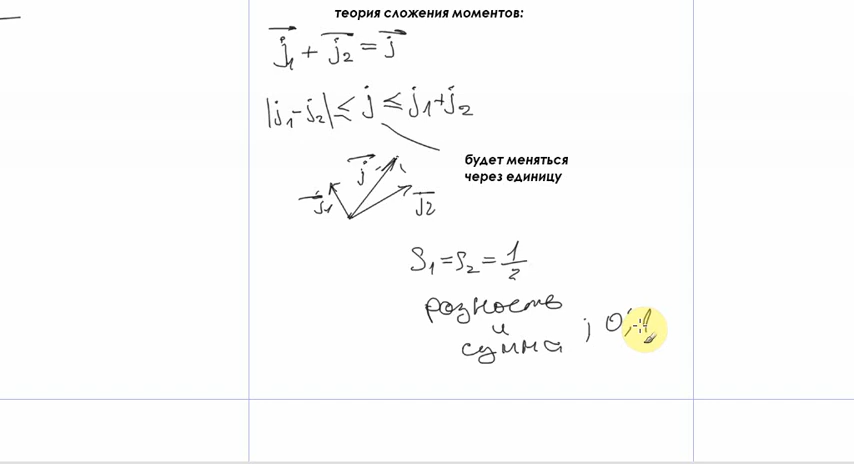 теория сложения моментов:
j₁ + j₂ = j
|j₁ - j₂| ≤ j ≤ j₁ + j₂
будет меняться
через единицу
j
j₁
j₂
S₁ = S₂ = 1/2
разность
и
сумма
j 0; 1